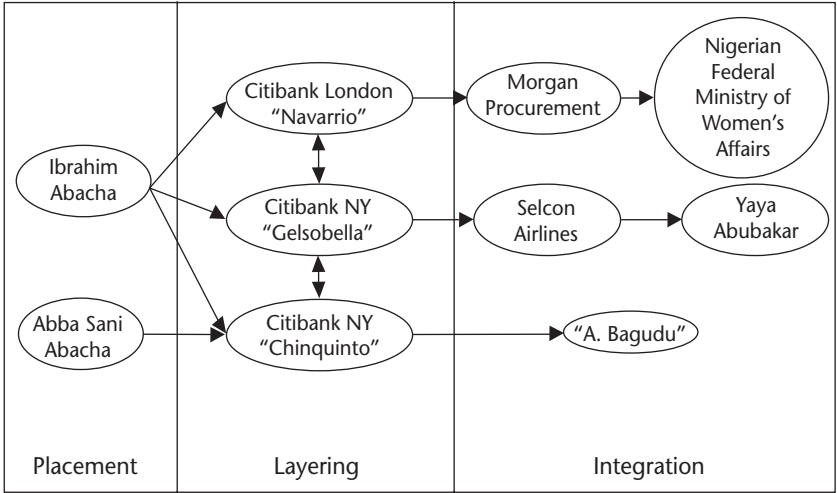 Ibrahim
Abacha
Abba Sani
Abacha
Placement
Citibank London
“Navarrio”
Citibank NY
“Gelsobella”
Citibank NY
“Chinquinto”
Layering
Morgan
Procurement
Nigerian
Federal
Ministry of
Women’s
Affairs
Selcon
Airlines
Yaya
Abubakar
“A. Bagudu”
Integration